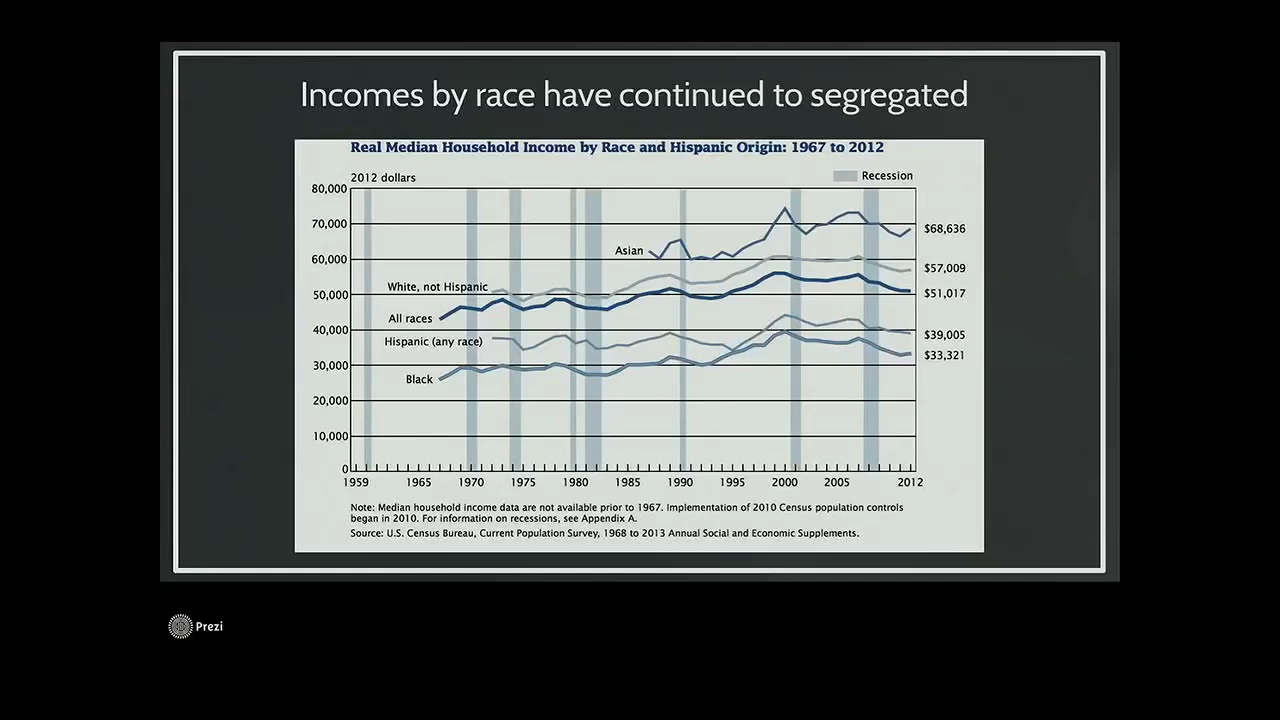 Incomes by race have continued to segregated
Real Median Household Income by Race and Hispanic Origin: 1967 to 2012
2012 dollars
Recession
80,000
70,000
60,000
50,000
40,000
30,000
20,000
10,000
0
Asian
White, not Hispanic
All races
Hispanic (any race)
Black
$68,636
$57,009
$51,017
$39,005
$33,321
1959 1965 1970 1975 1980 1985 1990 1995 2000 2005 2012
Note: Median household income data are not available prior to 1967. Implementation of 2010 Census population controls
began in 2010. For information on recessions, see Appendix A.
Source: U.S. Census Bureau, Current Population Survey, 1968 to 2013 Annual Social and Economic Supplements.
Prezi